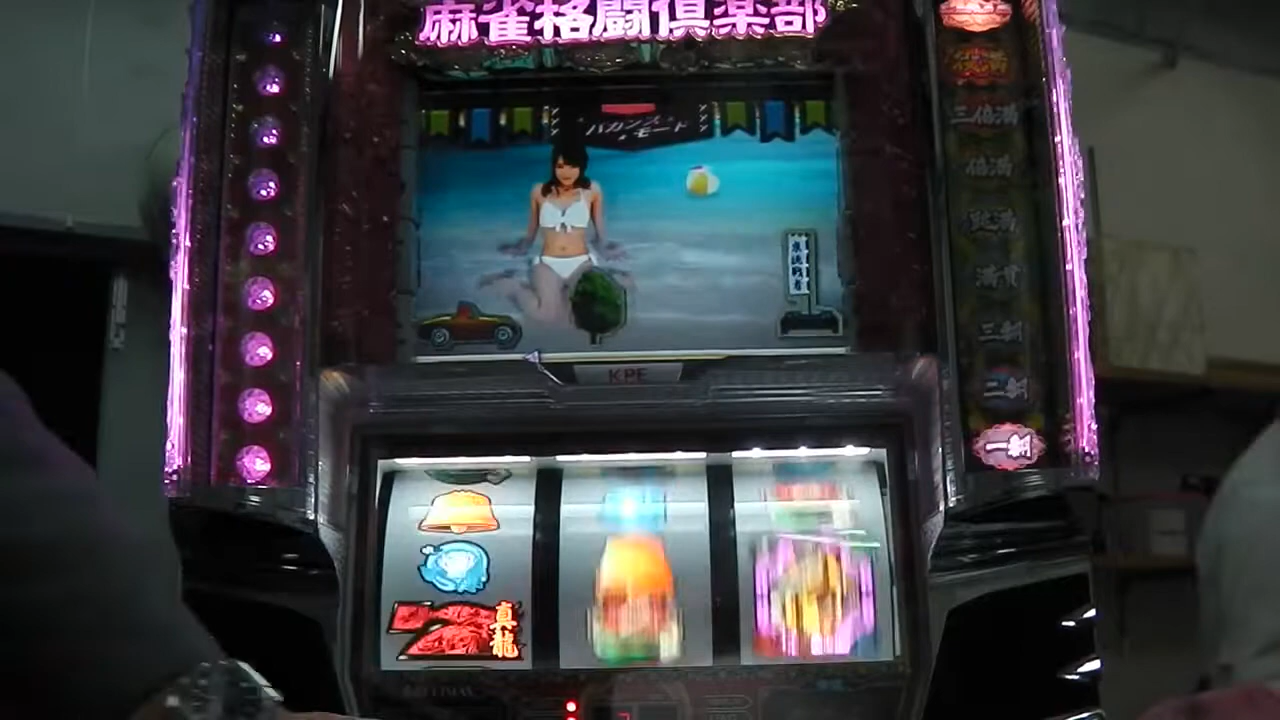 麻雀格闘倶楽部
バカンス
モード
三倍満
倍満
跳満
満貫
三翻
二翻
一翻
KPE
真龍